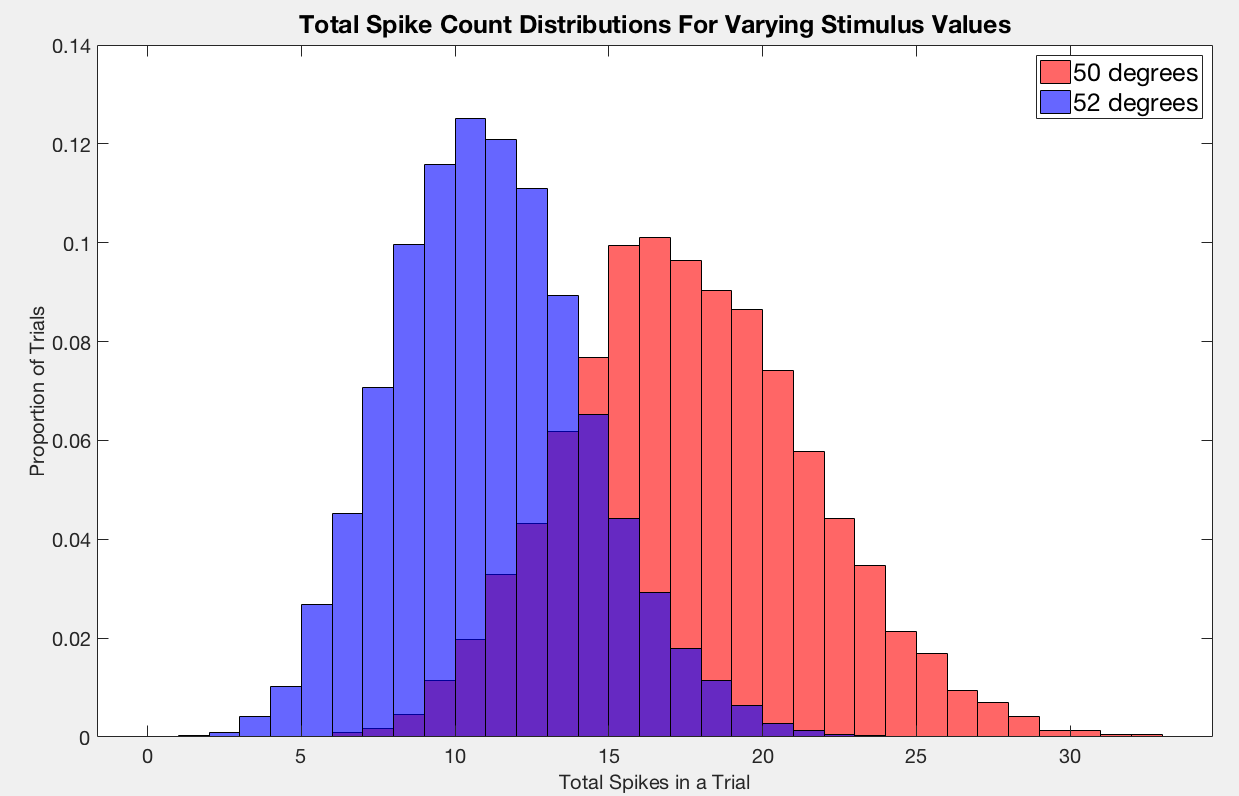 Total Spike Count Distributions For Varying Stimulus Values
50 degrees
52 degrees
Proportion of Trials
0.14
0.12
0.1
0.08
0.06
0.04
0.02
0
0 5 10 15 20 25 30
Total Spikes in a Trial